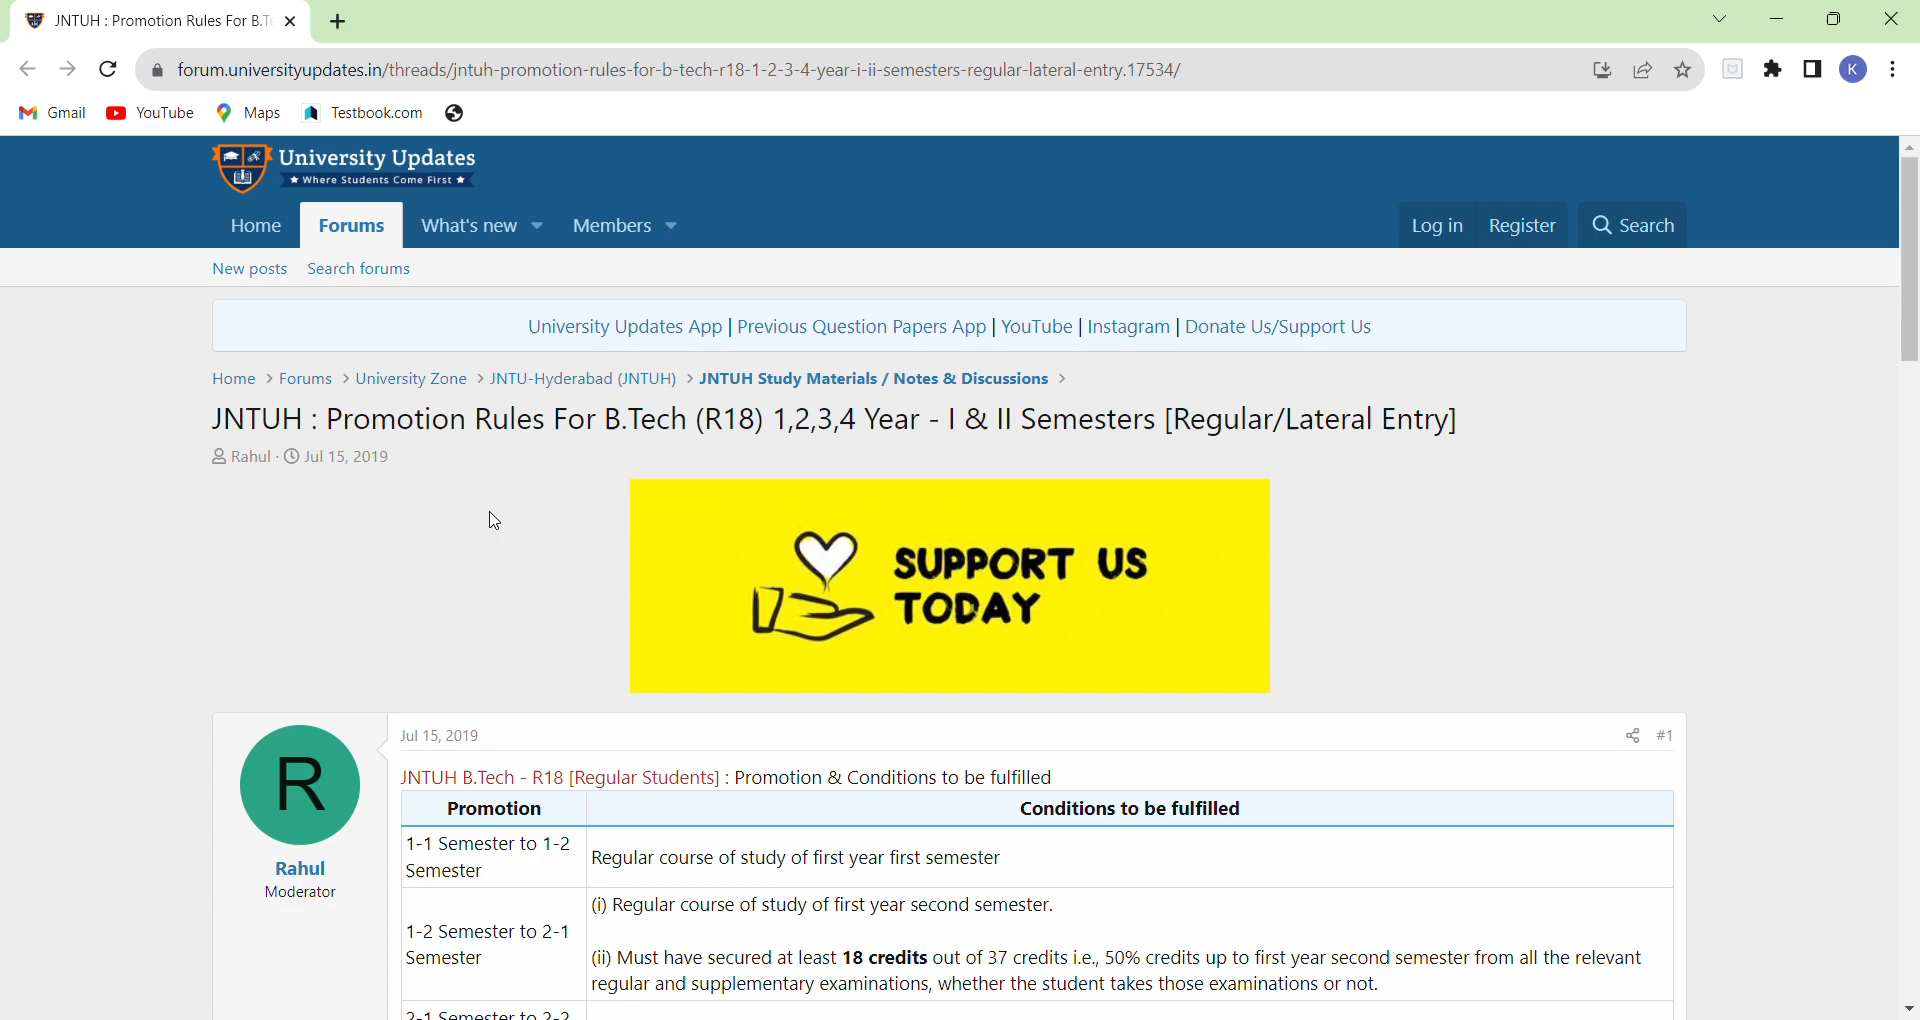 JNTUH : Promotion Rules For B.Te
forum.universityupdates.in/threads/jntuh-promotion-rules-for-b-tech-r18-1-2-3-4-year-i-ii-semesters-regular-lateral-entry.17534/
K
Gmail YouTube Maps Testbook.com
University Updates
★ Where Students Come First ★
Home Forums What's new Members Log in Register Search
New posts Search forums
University Updates App | Previous Question Papers App | YouTube | Instagram | Donate Us/Support Us
Home > Forums > University Zone > JNTU-Hyderabad (JNTUH) > JNTUH Study Materials / Notes & Discussions >
JNTUH : Promotion Rules For B.Tech (R18) 1,2,3,4 Year - I & II Semesters [Regular/Lateral Entry]
Rahul · Jul 15, 2019
SUPPORT US
TODAY
R
Rahul
Moderator
Jul 15, 2019 #1
JNTUH B.Tech - R18 [Regular Students] : Promotion & Conditions to be fulfilled
Promotion Conditions to be fulfilled
1-1 Semester to 1-2
Semester
Regular course of study of first year first semester
1-2 Semester to 2-1
Semester
(i) Regular course of study of first year second semester.
(ii) Must have secured at least 18 credits out of 37 credits i.e., 50% credits up to first year second semester from all the relevant
regular and supplementary examinations, whether the student takes those examinations or not.
2-1 Semester to 2-2